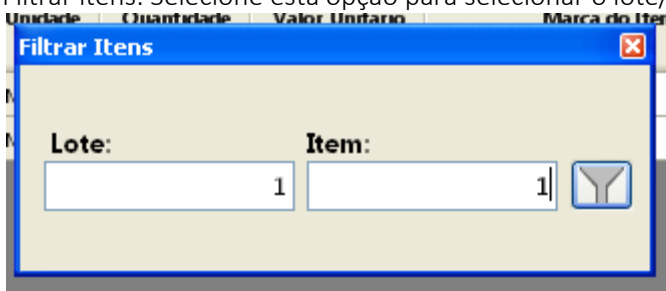 Filtrar Itens: Selecione esta opção para selecionar o lote/
Unidade Quantidade Valor Unitário Marca do Ite
Filtrar Itens
Lote: Item:
1 1